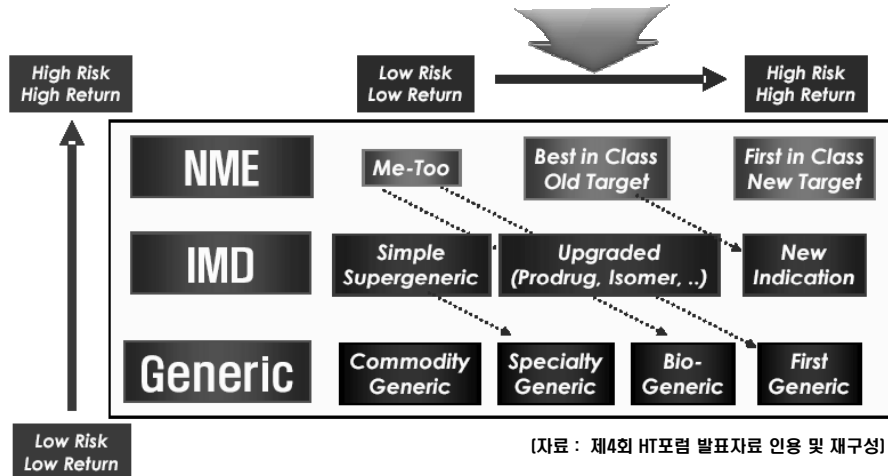 High Risk
High Return
Low Risk
Low Return
High Risk
High Return
NME
Me-Too
Best in Class
Old Target
First in Class
New Target
IMD
Simple
Supergeneric
Upgraded
(Prodrug, Isomer, ..)
New
Indication
Generic
Commodity
Generic
Specialty
Generic
Bio-
Generic
First
Generic
Low Risk
Low Return
(자료 : 제4회 HT포럼 발표자료 인용 및 재구성)